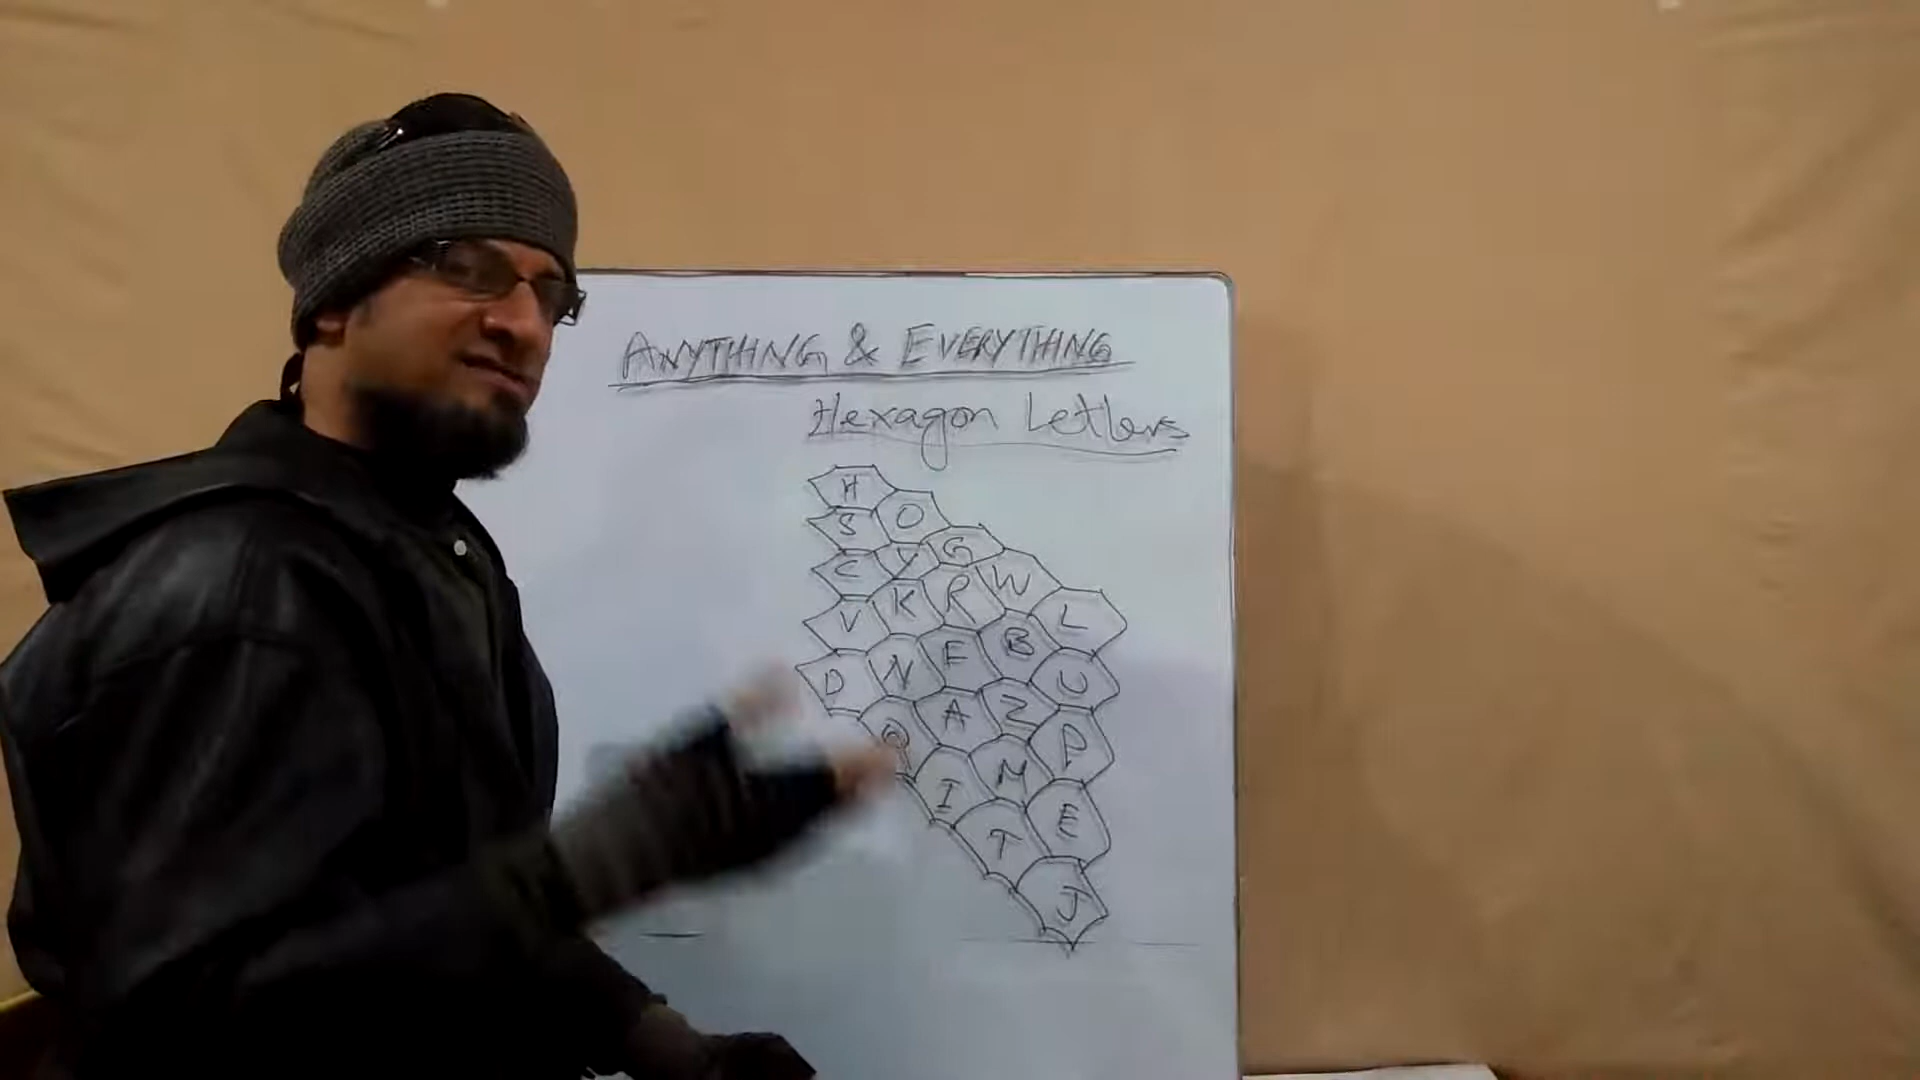 ANYTHING & EVERYTHING
Hexagon Letters
H
S O
C Y G
V K R W
D N F B L
Q A Z U
I M P
T E
J